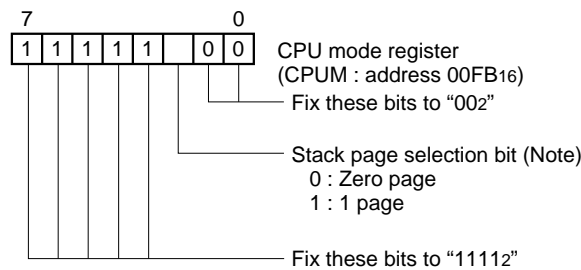 7 0
1 1 1 1 1 0 0
CPU mode register
(CPUM : address 00FB16)
Fix these bits to “002”
Stack page selection bit (Note)
0 : Zero page
1 : 1 page
Fix these bits to “11112”